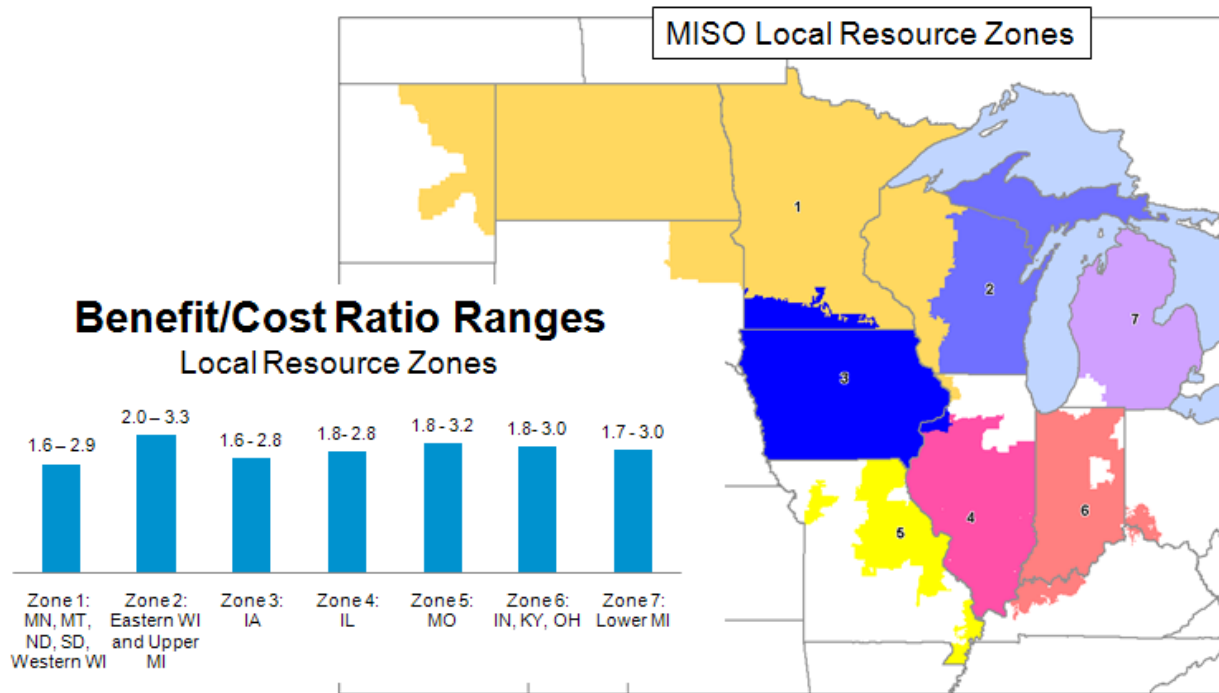 MISO Local Resource Zones
Benefit/Cost Ratio Ranges
Local Resource Zones
1.6 – 2.9
2.0 – 3.3
1.6 - 2.8
1.8- 2.8
1.8 - 3.2
1.8- 3.0
1.7 - 3.0
Zone 1:
MN, MT,
ND, SD,
Western WI
Zone 2:
Eastern WI
and Upper
MI
Zone 3:
IA
Zone 4:
IL
Zone 5:
MO
Zone 6:
IN, KY, OH
Zone 7:
Lower MI
1
2
3
4
5
6
7